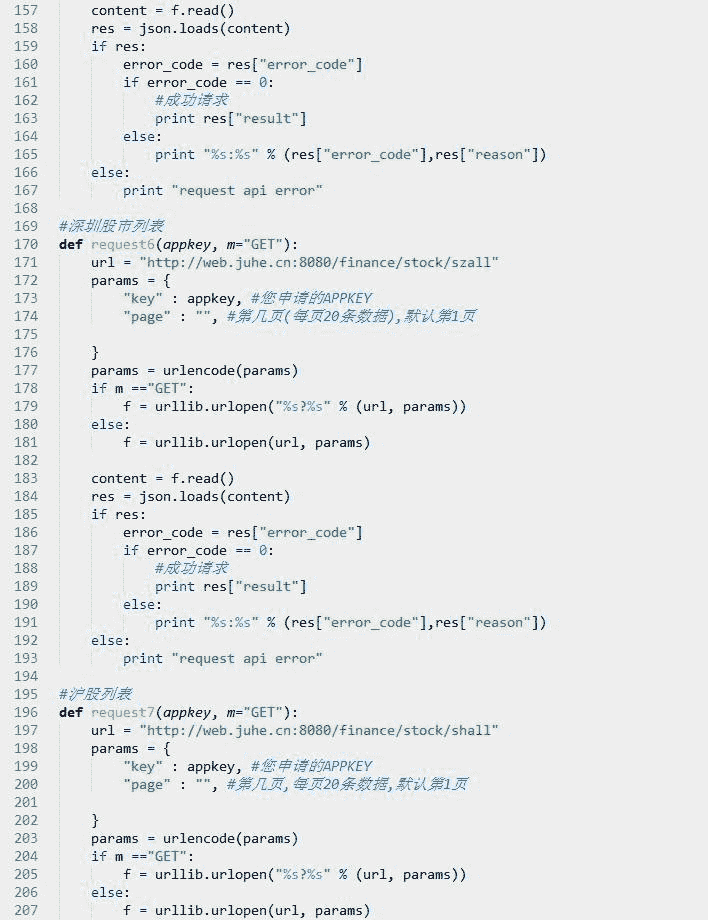 157 content = f.read()
158 res = json.loads(content)
159 if res:
160 error_code = res["error_code"]
161 if error_code == 0:
162 #成功请求
163 print res["result"]
164 else:
165 print "%s:%s" % (res["error_code"],res["reason"])
166 else:
167 print "request api error"
168
169 #深圳股市列表
170 def request6(appkey, m="GET"):
171 url = "http://web.juhe.cn:8080/finance/stock/szall"
172 params = {
173 "key" : appkey, #您申请的APPKEY
174 "page" : "", #第几页(每页20条数据),默认第1页
175
176 }
177 params = urlencode(params)
178 if m =="GET":
179 f = urllib.urlopen("%s?%s" % (url, params))
180 else:
181 f = urllib.urlopen(url, params)
182
183 content = f.read()
184 res = json.loads(content)
185 if res:
186 error_code = res["error_code"]
187 if error_code == 0:
188 #成功请求
189 print res["result"]
190 else:
191 print "%s:%s" % (res["error_code"],res["reason"])
192 else:
193 print "request api error"
194
195 #沪股列表
196 def request7(appkey, m="GET"):
197 url = "http://web.juhe.cn:8080/finance/stock/shall"
198 params = {
199 "key" : appkey, #您申请的APPKEY
200 "page" : "", #第几页,每页20条数据,默认第1页
201
202 }
203 params = urlencode(params)
204 if m =="GET":
205 f = urllib.urlopen("%s?%s" % (url, params))
206 else:
207 f = urllib.urlopen(url, params)